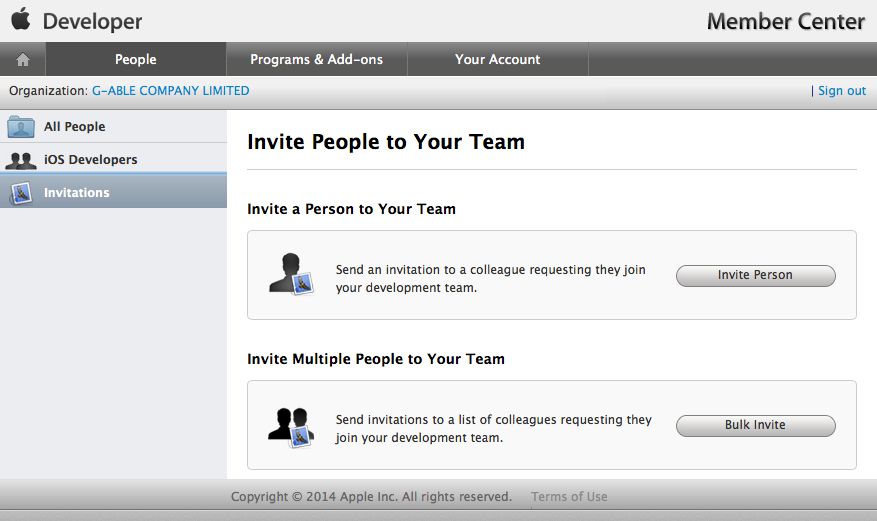 Developer
Member Center
People
Programs & Add-ons
Your Account
Organization: G-ABLE COMPANY LIMITED
| Sign out
All People
iOS Developers
Invitations
Invite People to Your Team
Invite a Person to Your Team
Send an invitation to a colleague requesting they join
your development team.
Invite Person
Invite Multiple People to Your Team
Send invitations to a list of colleagues requesting they
join your development team.
Bulk Invite
Copyright © 2014 Apple Inc. All rights reserved.
Terms of Use